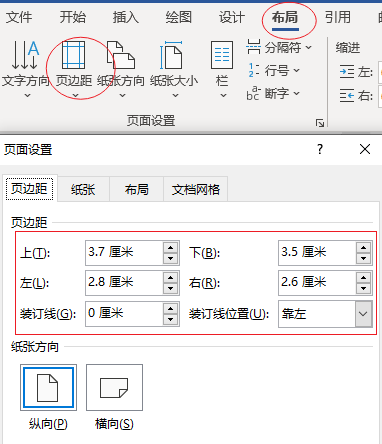 文件 开始 插入 绘图 设计 布局 引用
文字方向 页边距 纸张方向 纸张大小 栏 分隔符 行号 断字 缩进 左: 右:
页面设置
页面设置 ? ×
页边距 纸张 布局 文档网格
页边距
上(T): 3.7 厘米 下(B): 3.5 厘米
左(L): 2.8 厘米 右(R): 2.6 厘米
装订线(G): 0 厘米 装订线位置(U): 靠左
纸张方向
纵向(P) 横向(S)